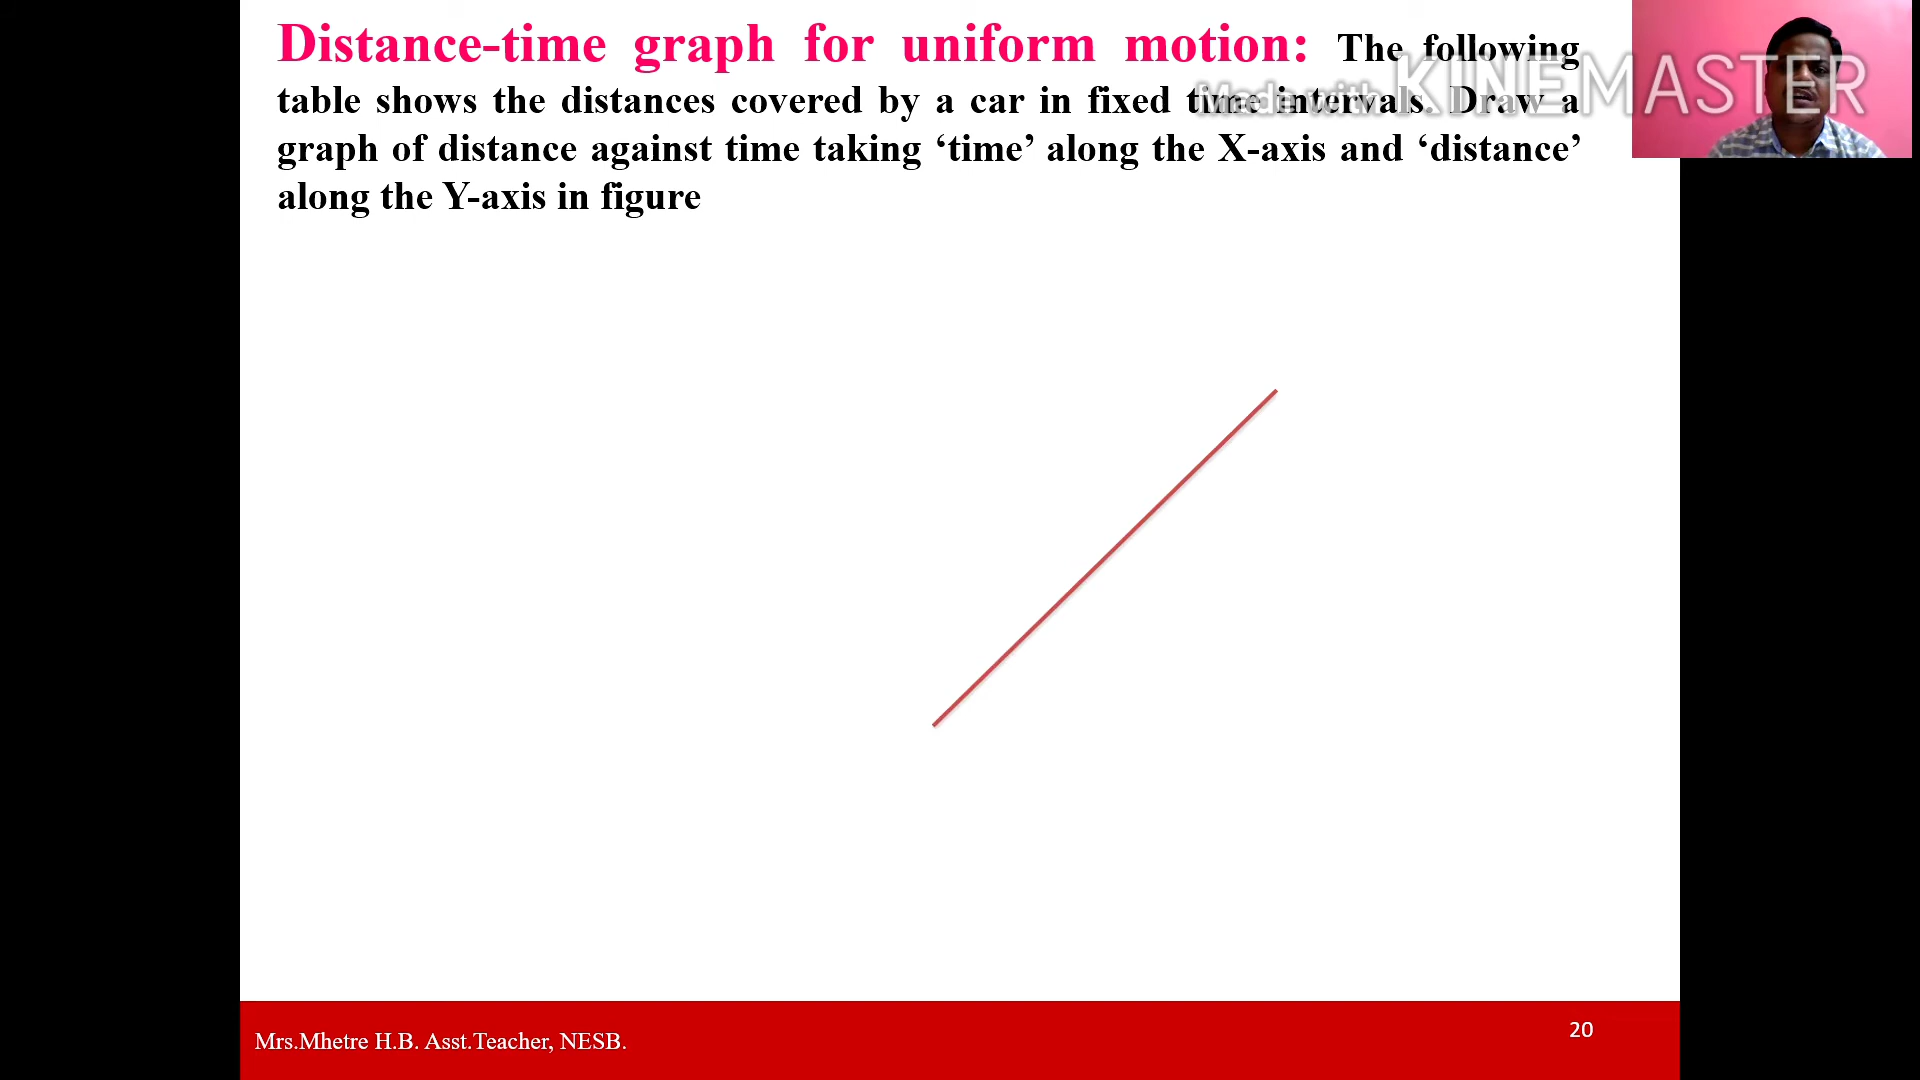 Distance-time graph for uniform motion: The following
table shows the distances covered by a car in fixed time intervals. Draw a
graph of distance against time taking ‘time’ along the X-axis and ‘distance’
along the Y-axis in figure
Made with KINEMASTER
Mrs.Mhetre H.B. Asst.Teacher, NESB.
20